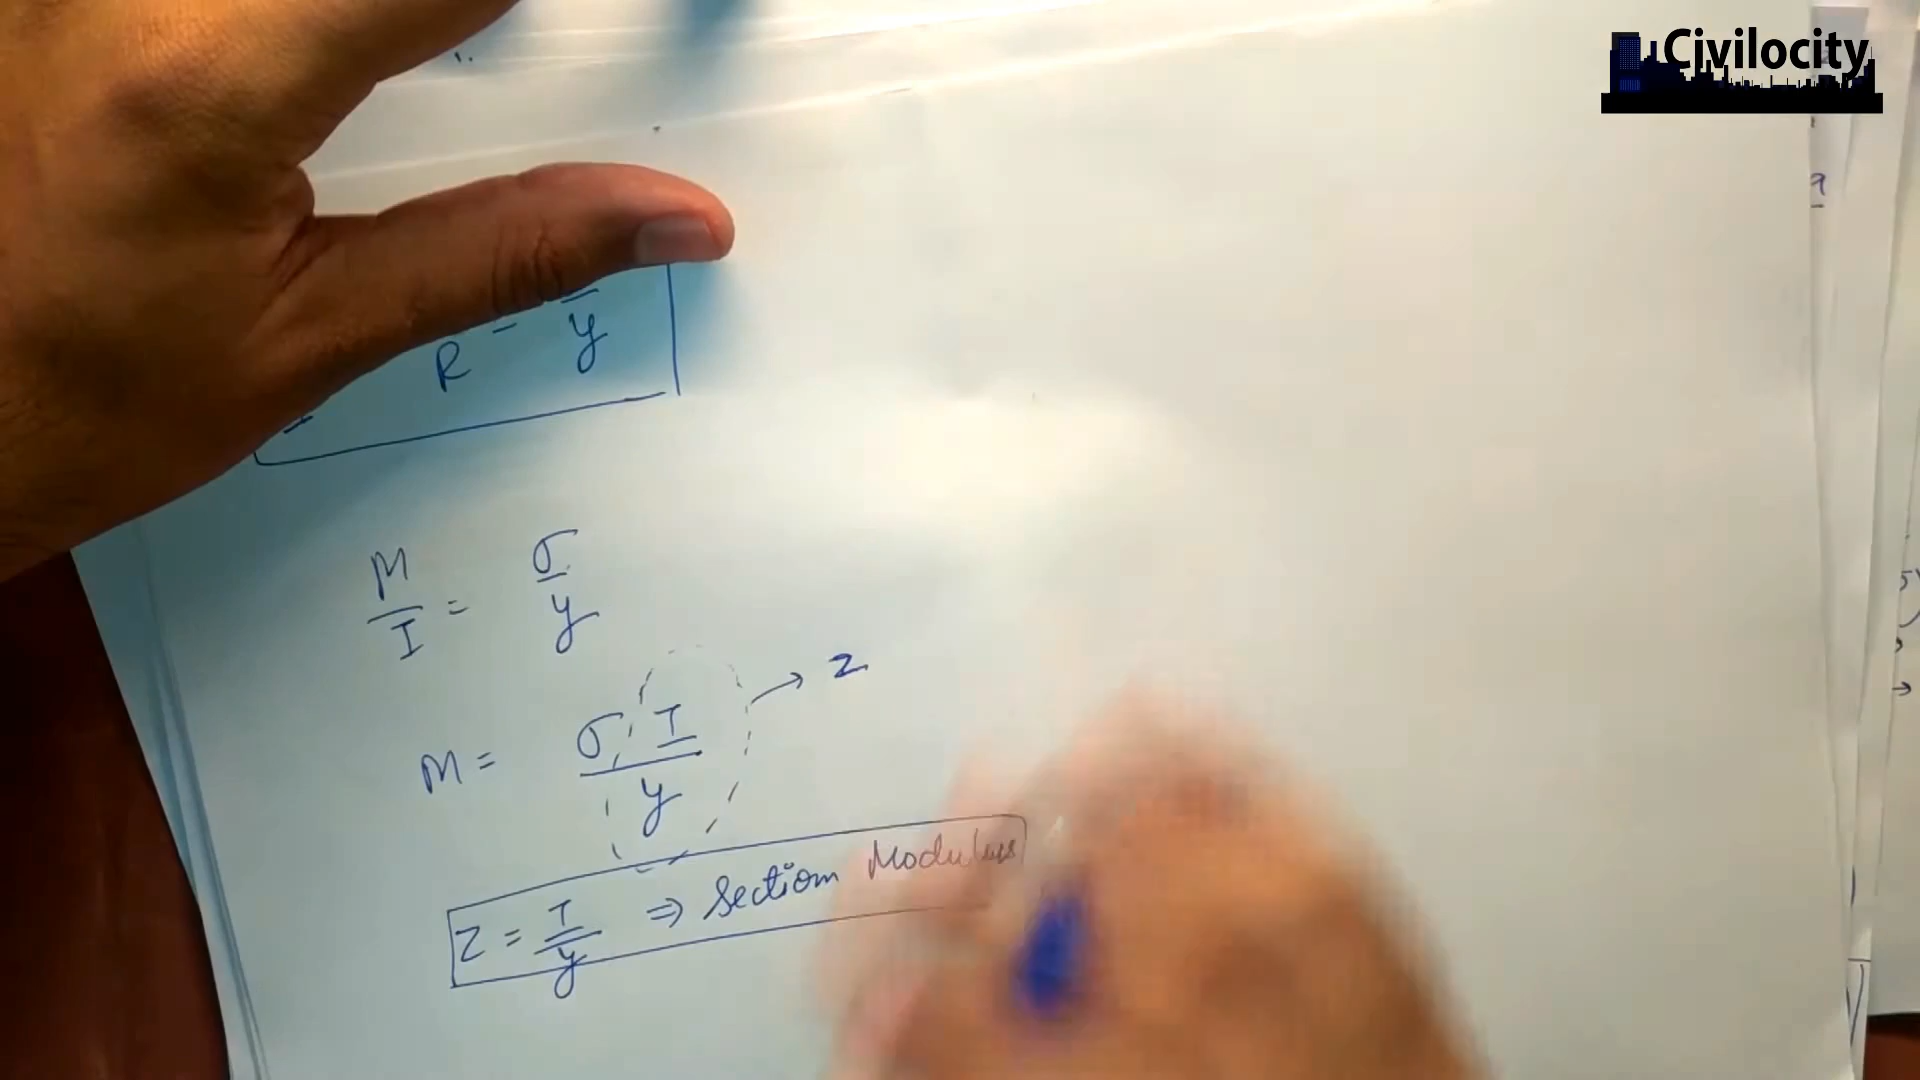 Civilocity
R = y
M/I = σ/y
M = σ I / y → Z
Z = I/y ⇒ Section Modulus